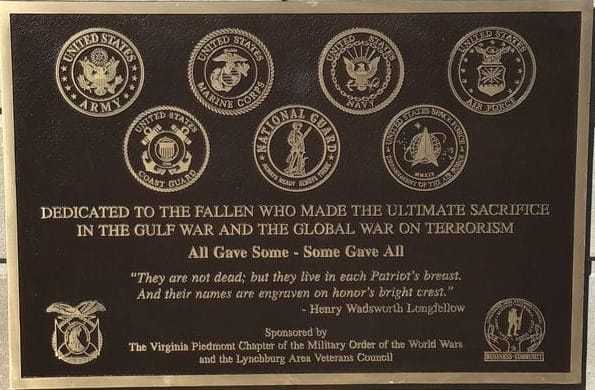 UNITED STATES
ARMY
UNITED STATES
MARINE CORPS
UNITED STATES
NAVY
UNITED STATES
AIR FORCE
UNITED STATES
COAST GUARD
NATIONAL GUARD
ALWAYS READY ALWAYS THERE
UNITED STATES SPACE FORCE
MMXIX
DEPARTMENT OF THE AIR FORCE
DEDICATED TO THE FALLEN WHO MADE THE ULTIMATE SACRIFICE
IN THE GULF WAR AND THE GLOBAL WAR ON TERRORISM
All Gave Some - Some Gave All
"They are not dead; but they live in each Patriot's breast.
And their names are engraven on honor's bright crest."
- Henry Wadsworth Longfellow
Sponsored by
The Virginia Piedmont Chapter of the Military Order of the World Wars
and the Lynchburg Area Veterans Council
BUSINESS-COMMUNITY